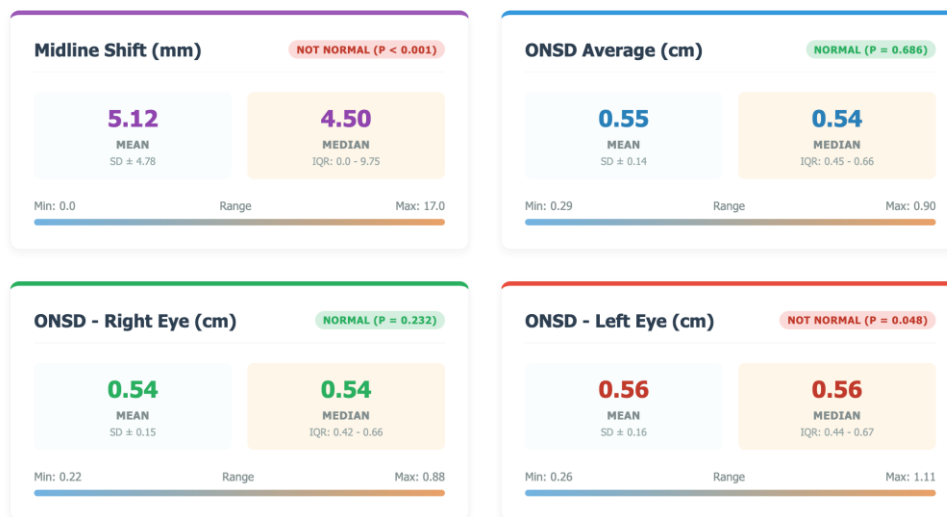 Midline Shift (mm)
NOT NORMAL (P < 0.001)
5.12
MEAN
SD ± 4.78
4.50
MEDIAN
IQR: 0.0 - 9.75
Min: 0.0
Range
Max: 17.0
ONSD Average (cm)
NORMAL (P = 0.686)
0.55
MEAN
SD ± 0.14
0.54
MEDIAN
IQR: 0.45 - 0.66
Min: 0.29
Range
Max: 0.90
ONSD - Right Eye (cm)
NORMAL (P = 0.232)
0.54
MEAN
SD ± 0.15
0.54
MEDIAN
IQR: 0.42 - 0.66
Min: 0.22
Range
Max: 0.88
ONSD - Left Eye (cm)
NOT NORMAL (P = 0.048)
0.56
MEAN
SD ± 0.16
0.56
MEDIAN
IQR: 0.44 - 0.67
Min: 0.26
Range
Max: 1.11